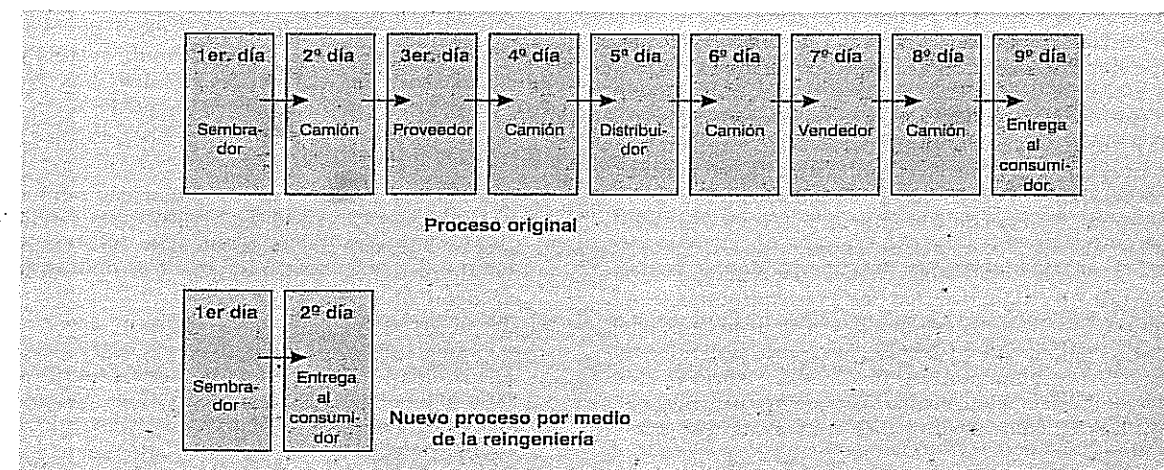 1er. día
2º día
3er. día
4º día
5º día
6º día
7º día
8º día
9º día
Sembra-
dor
Camión
Proveedor
Camión
Distribui-
dor
Camión
Vendedor
Camión
Entrega
al
consumi-
dor
Proceso original
1er día
2º día
Sembra-
dor
Entrega
al
consumi-
dor
Nuevo proceso por medio
de la reingeniería